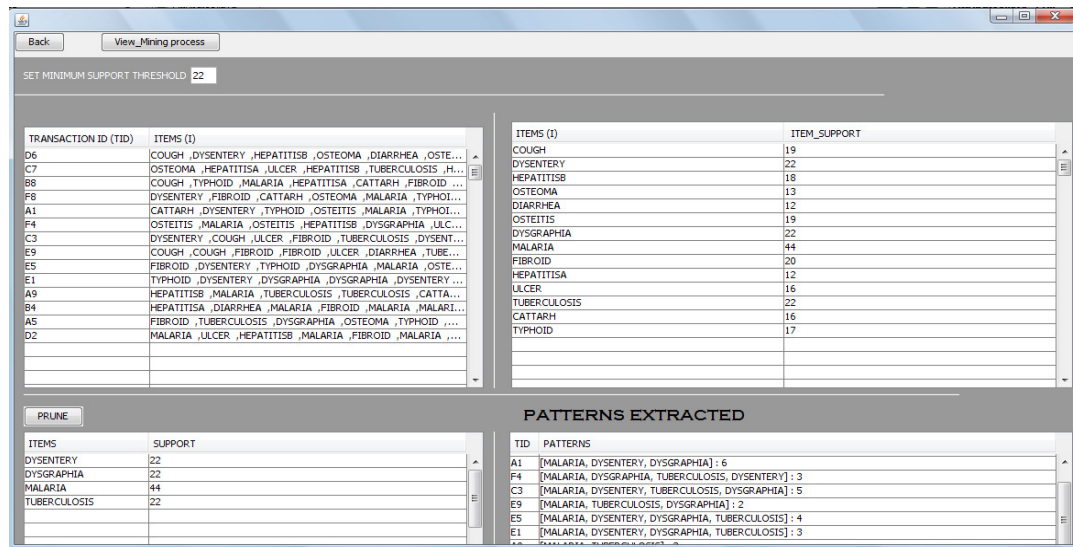 Back View_Mining process
SET MINIMUM SUPPORT THRESHOLD 22
TRANSACTION ID (TID) ITEMS (I)
D6 COUGH ,DYSENTERY ,HEPATITISB ,OSTEOMA ,DIARRHEA ,OSTE...
C7 OSTEOMA ,HEPATITISA ,ULCER ,HEPATITISB ,TUBERCULOSIS ,H...
B8 COUGH ,TYPHOID ,MALARIA ,HEPATITISA ,CATTARH ,FIBROID ...
F8 DYSENTERY ,FIBROID ,CATTARH ,OSTEOMA ,MALARIA ,TYPHOI...
A1 CATTARH ,DYSENTERY ,TYPHOID ,OSTEITIS ,MALARIA ,TYPHOI...
F4 OSTEITIS ,MALARIA ,OSTEITIS ,HEPATITISB ,DYSGRAPHIA ,ULC...
C3 DYSENTERY ,COUGH ,ULCER ,FIBROID ,TUBERCULOSIS ,DYSENT...
E9 COUGH ,COUGH ,FIBROID ,FIBROID ,ULCER ,DIARRHEA ,TUBE...
E5 FIBROID ,DYSENTERY ,TYPHOID ,DYSGRAPHIA ,MALARIA ,OSTE...
E1 TYPHOID ,DYSENTERY ,DYSGRAPHIA ,DYSGRAPHIA ,DYSENTERY ...
A9 HEPATITISB ,MALARIA ,TUBERCULOSIS ,TUBERCULOSIS ,CATTA...
B4 HEPATITISA ,DIARRHEA ,MALARIA ,FIBROID ,MALARIA ,MALARI...
A5 FIBROID ,TUBERCULOSIS ,DYSGRAPHIA ,OSTEOMA ,TYPHOID ,...
D2 MALARIA ,ULCER ,HEPATITISB ,MALARIA ,FIBROID ,MALARIA ,...
ITEMS (I) ITEM_SUPPORT
COUGH 19
DYSENTERY 22
HEPATITISB 18
OSTEOMA 13
DIARRHEA 12
OSTEITIS 19
DYSGRAPHIA 22
MALARIA 44
FIBROID 20
HEPATITISA 12
ULCER 16
TUBERCULOSIS 22
CATTARH 16
TYPHOID 17
PRUNE
ITEMS SUPPORT
DYSENTERY 22
DYSGRAPHIA 22
MALARIA 44
TUBERCULOSIS 22
PATTERNS EXTRACTED
TID PATTERNS
A1 [MALARIA, DYSENTERY, DYSGRAPHIA] : 6
F4 [MALARIA, DYSGRAPHIA, TUBERCULOSIS, DYSENTERY] : 3
C3 [MALARIA, DYSENTERY, TUBERCULOSIS, DYSGRAPHIA] : 5
E9 [MALARIA, TUBERCULOSIS, DYSGRAPHIA] : 2
E5 [MALARIA, DYSENTERY, DYSGRAPHIA, TUBERCULOSIS] : 4
E1 [MALARIA, DYSENTERY, DYSGRAPHIA, TUBERCULOSIS] : 3